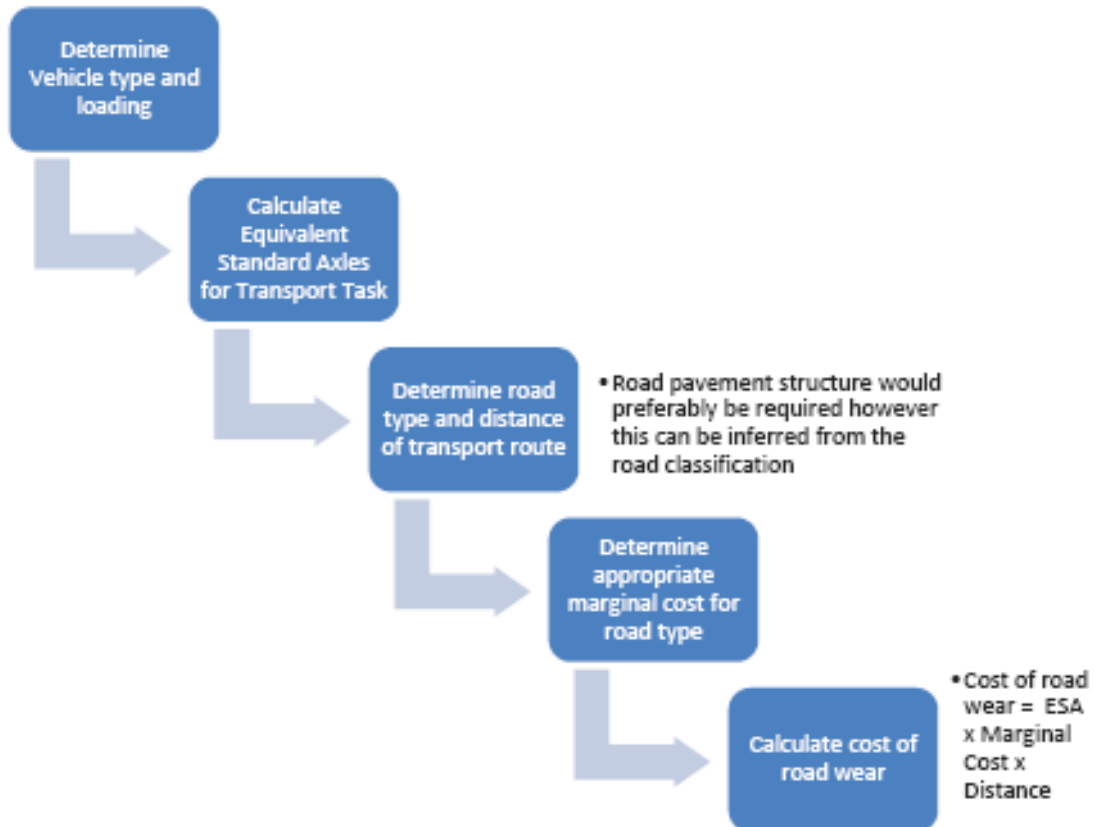 Determine
Vehicle type and
loading
Calculate
Equivalent
Standard Axles
for Transport Task
Determine road
type and distance
of transport route
•Road pavement structure would
preferably be required however
this can be inferred from the
road classification
Determine
appropriate
marginal cost for
road type
Calculate cost of
road wear
•Cost of road
wear = ESA
x Marginal
Cost x
Distance